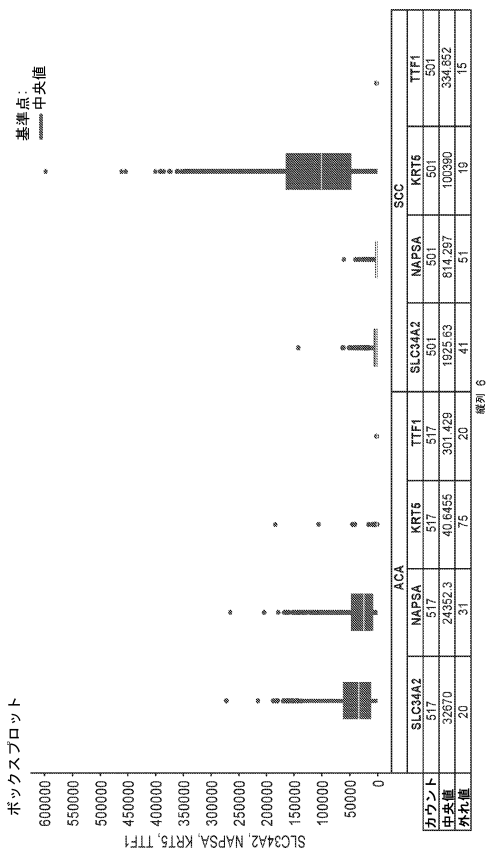 ボックスプロット
基準点:
中央値
SLC34A2, NAPSA, KRT5, TTF1
600000
550000
500000
450000
400000
350000
300000
250000
200000
150000
100000
50000
0
ACA SCC
SLC34A2 NAPSA KRT5 TTF1 SLC34A2 NAPSA KRT5 TTF1
カウント 517 517 517 517 501 501 501 501
中央値 32670 24352.3 40.6455 301.429 1925.63 814.297 100390 334.852
外れ値 20 31 75 20 41 51 19 15
縦列 6